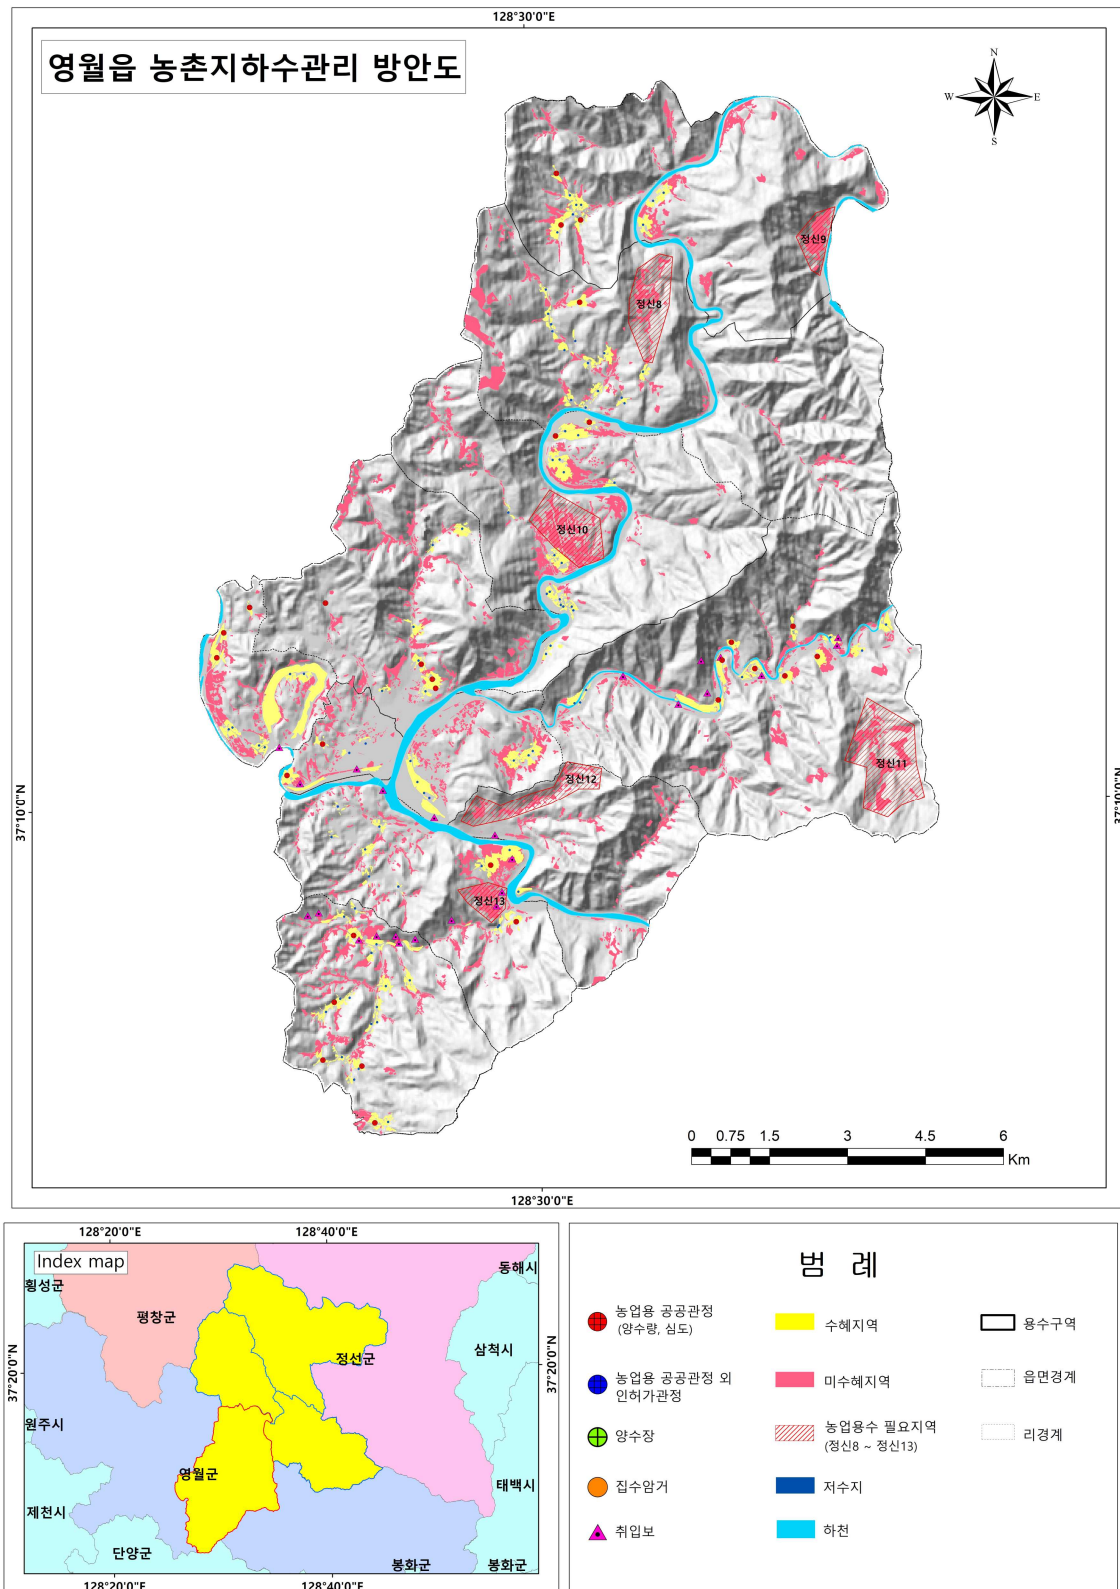 128°30'0"E
영월읍 농촌지하수관리 방안도
N
W
E
S
정신9
정신8
정신10
정신11
정신12
정신13
37°10'0"N
37°10'0"N
0 0.75 1.5 3 4.5 6
Km
128°30'0"E
128°20'0"E 128°40'0"E
Index map
횡성군
평창군
동해시
정선군
삼척시
37°20'0"N
37°20'0"N
원주시
영월군
태백시
제천시
단양군
봉화군
봉화군
128°20'0"E 128°40'0"E
범 례
농업용 공공관정
(양수량, 심도)
수혜지역
용수구역
농업용 공공관정 외
인허가관정
미수혜지역
읍면경계
양수장
농업용수 필요지역
(정신8 ~ 정신13)
리경계
집수암거
저수지
취입보
하천